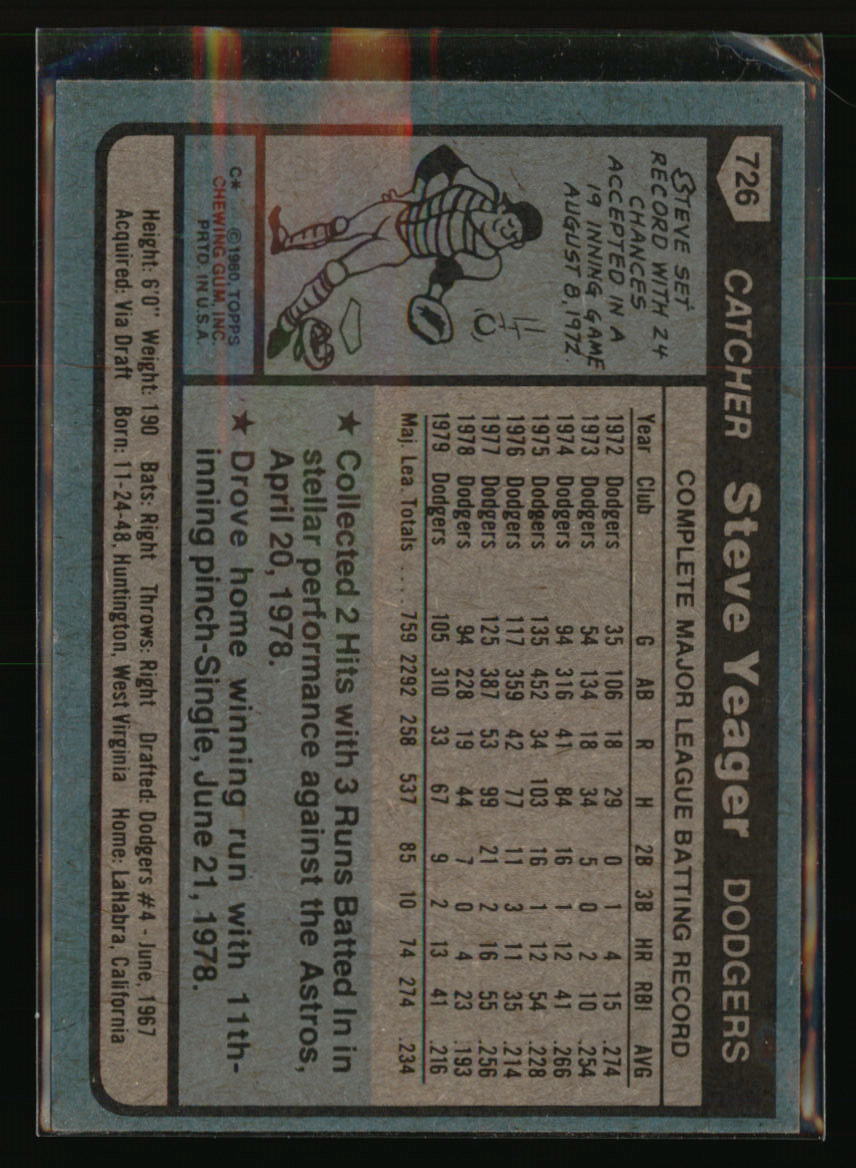 726
CATCHER Steve Yeager DODGERS
STEVE SET
RECORD WITH 24
CHANCES
ACCEPTED IN A
19 INNING GAME
AUGUST 8, 1972.
C* ©1980, TOPPS
CHEWING GUM, INC.
PRTD. IN U.S.A.
COMPLETE MAJOR LEAGUE BATTING RECORD
Year Club G AB R H 2B 3B HR RBI AVG
1972 Dodgers 35 106 18 29 0 1 4 15 .274
1973 Dodgers 54 134 18 34 5 0 2 10 .254
1974 Dodgers 94 316 41 84 16 1 12 41 .266
1975 Dodgers 135 452 34 103 16 1 12 54 .228
1976 Dodgers 117 359 42 77 11 3 11 35 .214
1977 Dodgers 125 387 53 99 21 2 16 55 .256
1978 Dodgers 94 228 19 44 7 0 4 23 .193
1979 Dodgers 105 310 33 67 9 2 13 41 .216
Maj. Lea. Totals .... 759 2292 258 537 85 10 74 274 .234
★ Collected 2 Hits with 3 Runs Batted In in
stellar performance against the Astros,
April 20, 1978.
★ Drove home winning run with 11th-
inning pinch-Single, June 21, 1978.
Height: 6'0" Weight: 190 Bats: Right Throws: Right Drafted: Dodgers #4 - June, 1967
Acquired: Via Draft Born: 11-24-48, Huntington, West Virginia Home: LaHabra, California